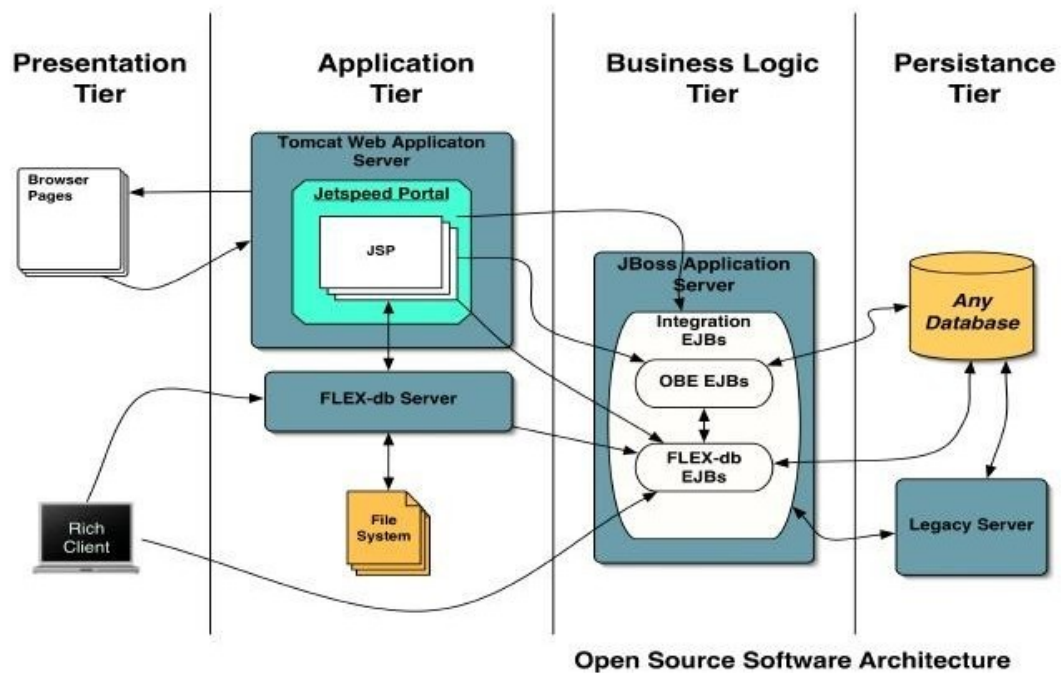 Presentation
Tier
Application
Tier
Business Logic
Tier
Persistance
Tier
Browser
Pages
Rich
Client
Tomcat Web Applicaton
Server
Jetspeed Portal
JSP
FLEX-db Server
File
System
JBoss Application
Server
Integration
EJBs
OBE EJBs
FLEX-db
EJBs
Any
Database
Legacy Server
Open Source Software Architecture